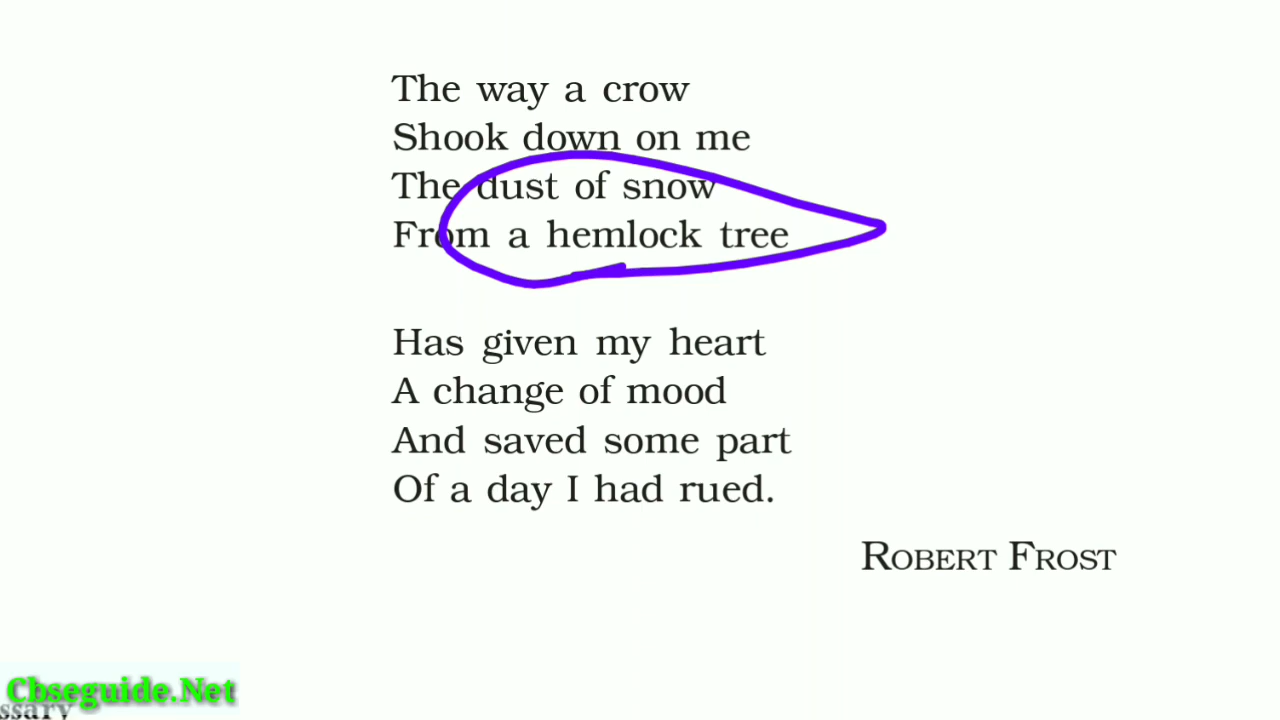 The way a crow
Shook down on me
The dust of snow
From a hemlock tree
Has given my heart
A change of mood
And saved some part
Of a day I had rued.
ROBERT FROST
Cbseguide.Net